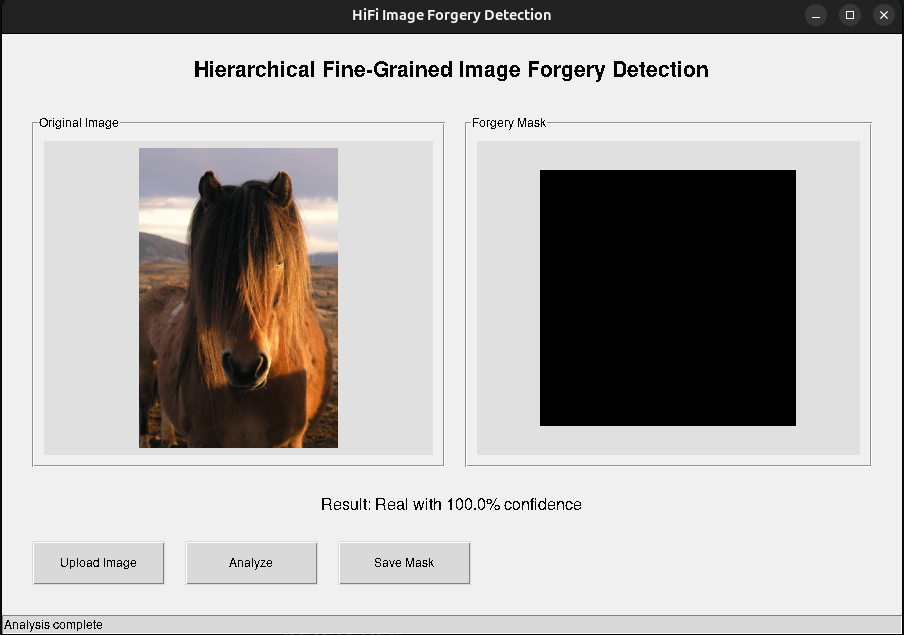 HiFi Image Forgery Detection
Hierarchical Fine-Grained Image Forgery Detection
Original Image
Forgery Mask
Result: Real with 100.0% confidence
Upload Image
Analyze
Save Mask
Analysis complete